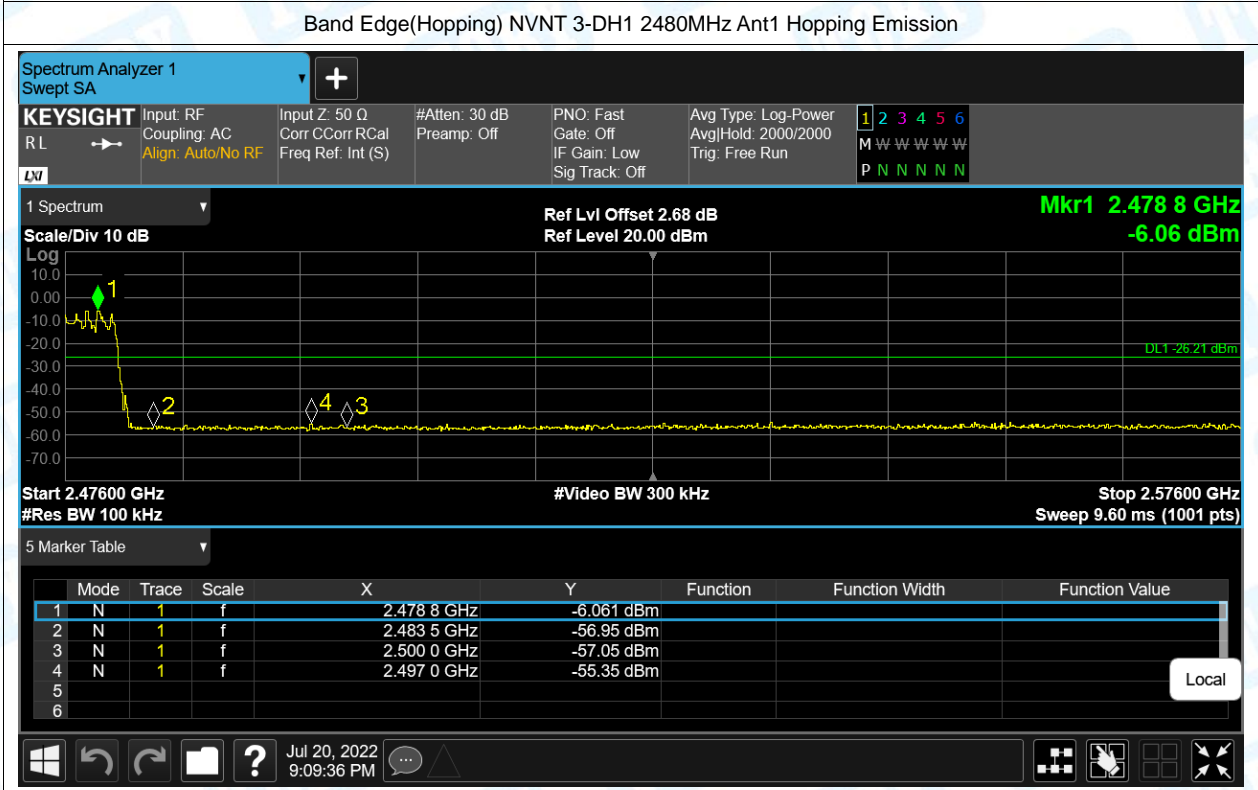 Band Edge(Hopping) NVNT 3-DH1 2480MHz Ant1 Hopping Emission
Spectrum Analyzer 1
Swept SA
KEYSIGHT
RL
LXI
Input: RF
Coupling: AC
Align: Auto/No RF
Input Z: 50 Ω
Corr CCorr RCal
Freq Ref: Int (S)
#Atten: 30 dB
Preamp: Off
PNO: Fast
Gate: Off
IF Gain: Low
Sig Track: Off
Avg Type: Log-Power
Avg|Hold: 2000/2000
Trig: Free Run
1 2 3 4 5 6
M W W W W W
P N N N N N
1 Spectrum
Scale/Div 10 dB
Ref Lvl Offset 2.68 dB
Ref Level 20.00 dBm
Mkr1 2.478 8 GHz
-6.06 dBm
Log
10.0
0.00
-10.0
-20.0
-30.0
-40.0
-50.0
-60.0
-70.0
1
2
4
3
DL1 -26.21 dBm
Start 2.47600 GHz
#Res BW 100 kHz
#Video BW 300 kHz
Stop 2.57600 GHz
Sweep 9.60 ms (1001 pts)
5 Marker Table
Mode Trace Scale X Y Function Function Width Function Value
1 N 1 f 2.478 8 GHz -6.061 dBm
2 N 1 f 2.483 5 GHz -56.95 dBm
3 N 1 f 2.500 0 GHz -57.05 dBm
4 N 1 f 2.497 0 GHz -55.35 dBm
5
6
Local
?
Jul 20, 2022
9:09:36 PM